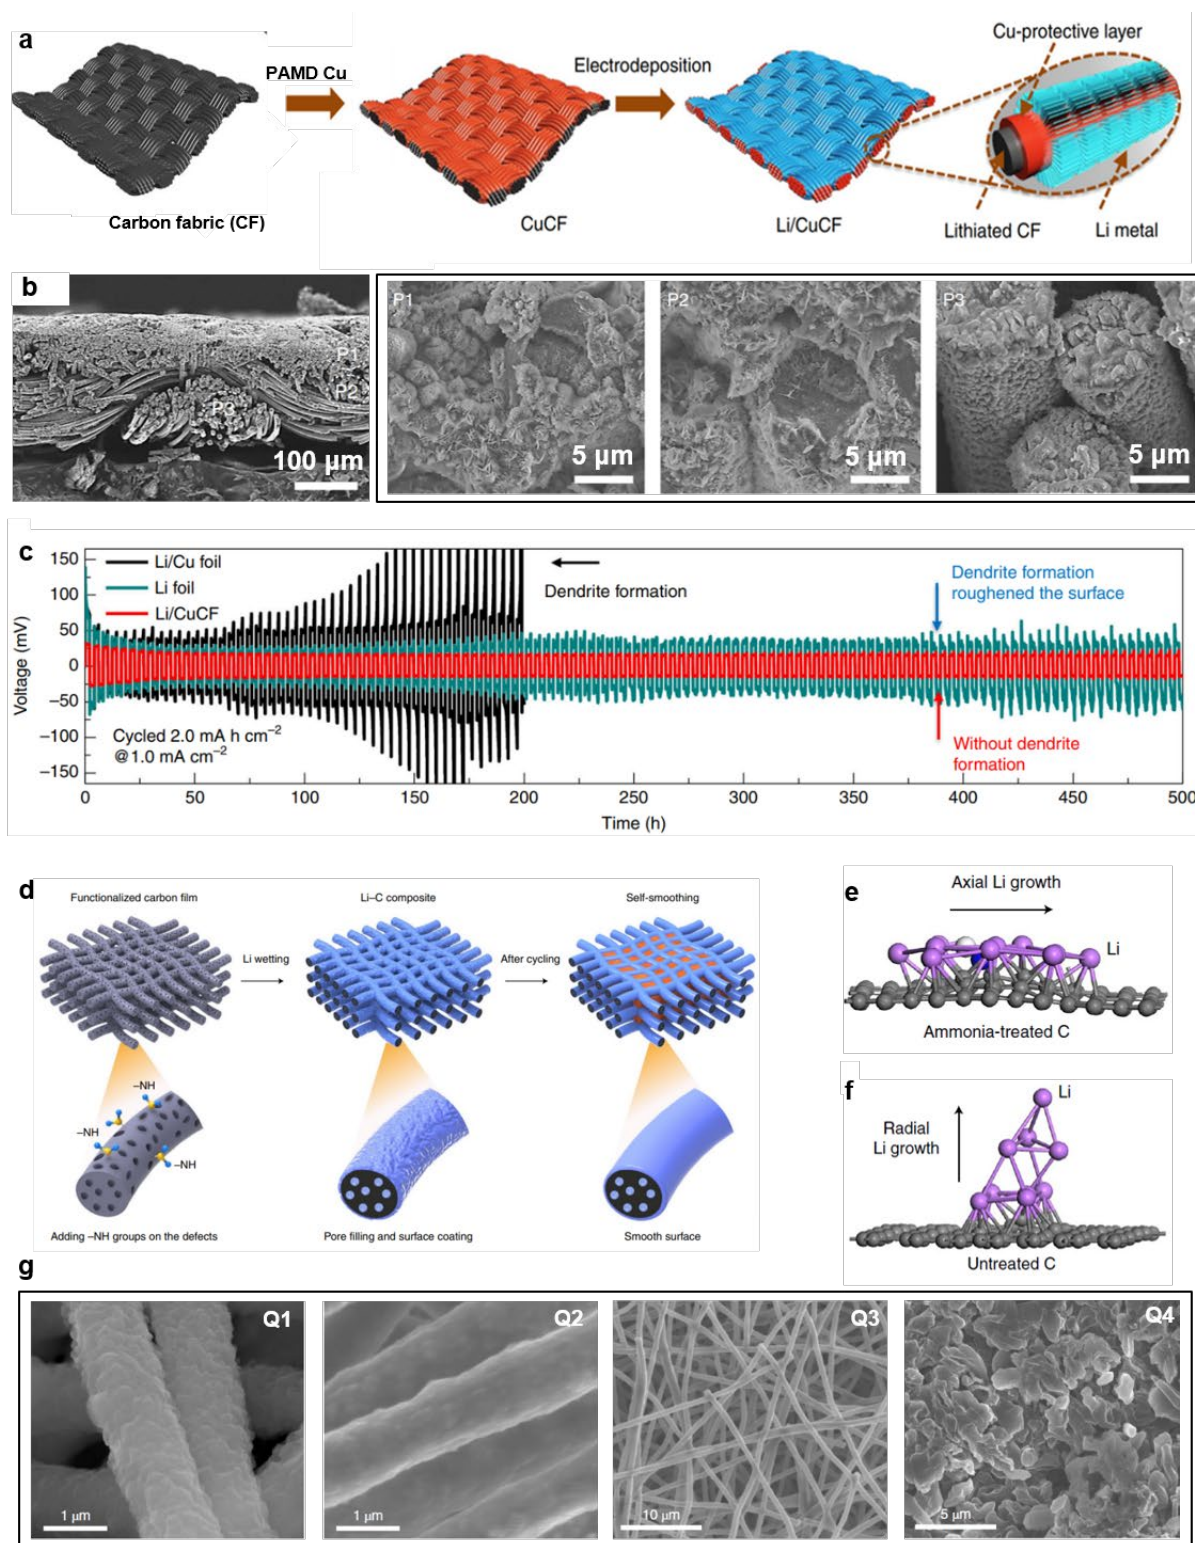 a
PAMD Cu
Electrodeposition
Cu-protective layer
Carbon fabric (CF)
CuCF
Li/CuCF
Lithiated CF
Li metal
b
P1
P2
P3
100 µm
P1
5 µm
P2
5 µm
P3
5 µm
c
Voltage (mV)
150
100
50
0
−50
−100
−150
Li/Cu foil
Li foil
Li/CuCF
Dendrite formation
Dendrite formation
roughened the surface
Cycled 2.0 mA h cm⁻²
@1.0 mA cm⁻²
Without dendrite
formation
0 50 100 150 200 250 300 350 400 450 500
Time (h)
d
Functionalized carbon film
Li–C composite
Self-smoothing
Li wetting
After cycling
–NH
–NH
–NH
Adding –NH groups on the defects
Pore filling and surface coating
Smooth surface
e
Axial Li growth
Li
Ammonia-treated C
f
Li
Radial
Li growth
Untreated C
g
Q1
1 µm
Q2
1 µm
Q3
10 µm
Q4
5 µm